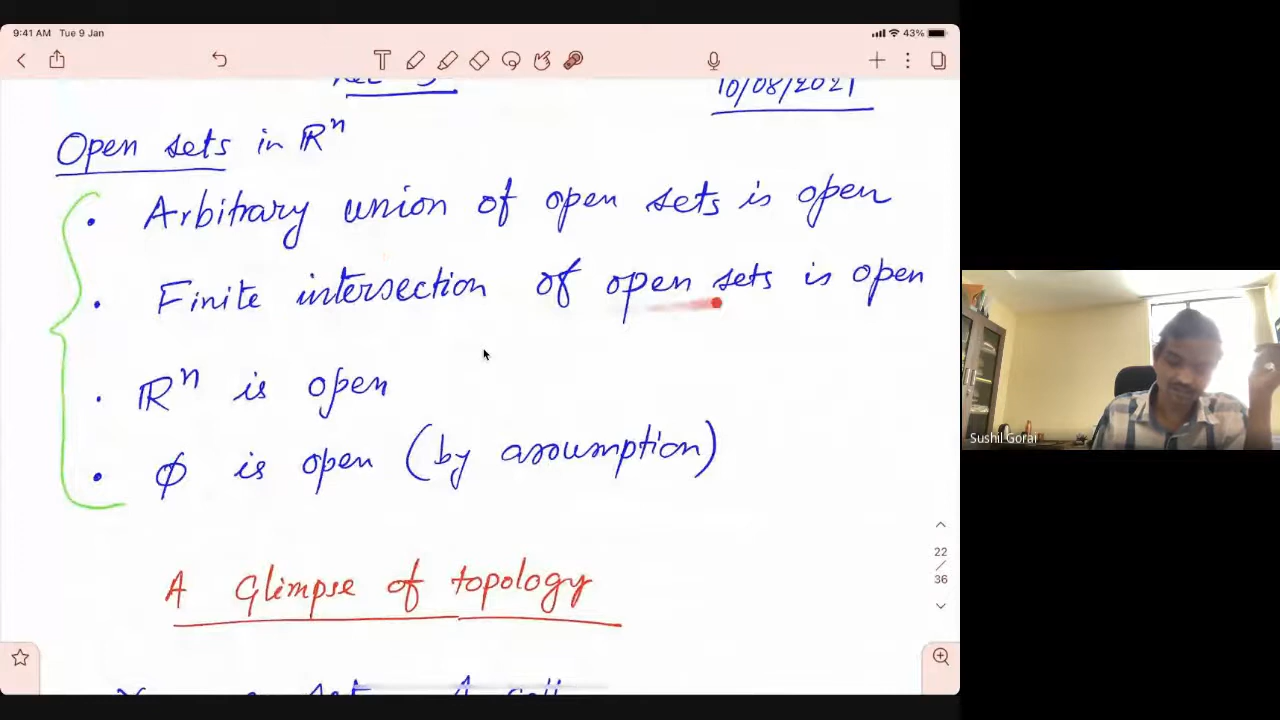 9:41 AM Tue 9 Jan
43%
10/08/2021
Open sets in ℝⁿ
• Arbitrary union of open sets is open
• Finite intersection of open sets is open
• ℝⁿ is open
• ϕ is open (by assumption)
A Glimpse of topology
22
/
36
Sushil Gorai